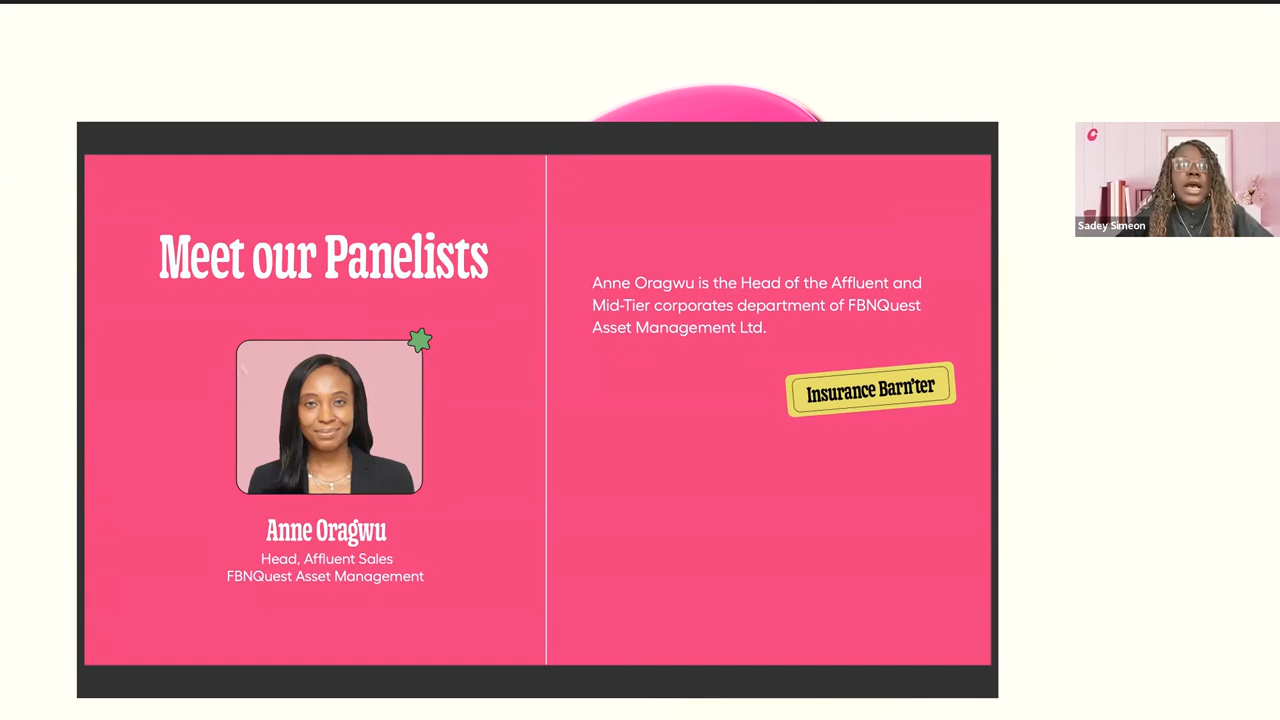 Meet our Panelists
Anne Oragwu
Head, Affluent Sales
FBNQuest Asset Management
Anne Oragwu is the Head of the Affluent and
Mid-Tier corporates department of FBNQuest
Asset Management Ltd.
Insurance Barn'ter
Sadey Simeon